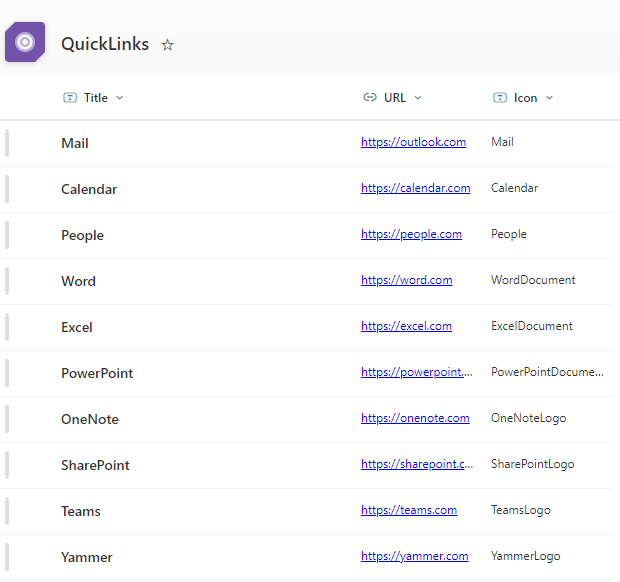 QuickLinks
Title URL Icon
Mail https://outlook.com Mail
Calendar https://calendar.com Calendar
People https://people.com People
Word https://word.com WordDocument
Excel https://excel.com ExcelDocument
PowerPoint https://powerpoint.... PowerPointDocume...
OneNote https://onenote.com OneNoteLogo
SharePoint https://sharepoint.c... SharePointLogo
Teams https://teams.com TeamsLogo
Yammer https://yammer.com YammerLogo